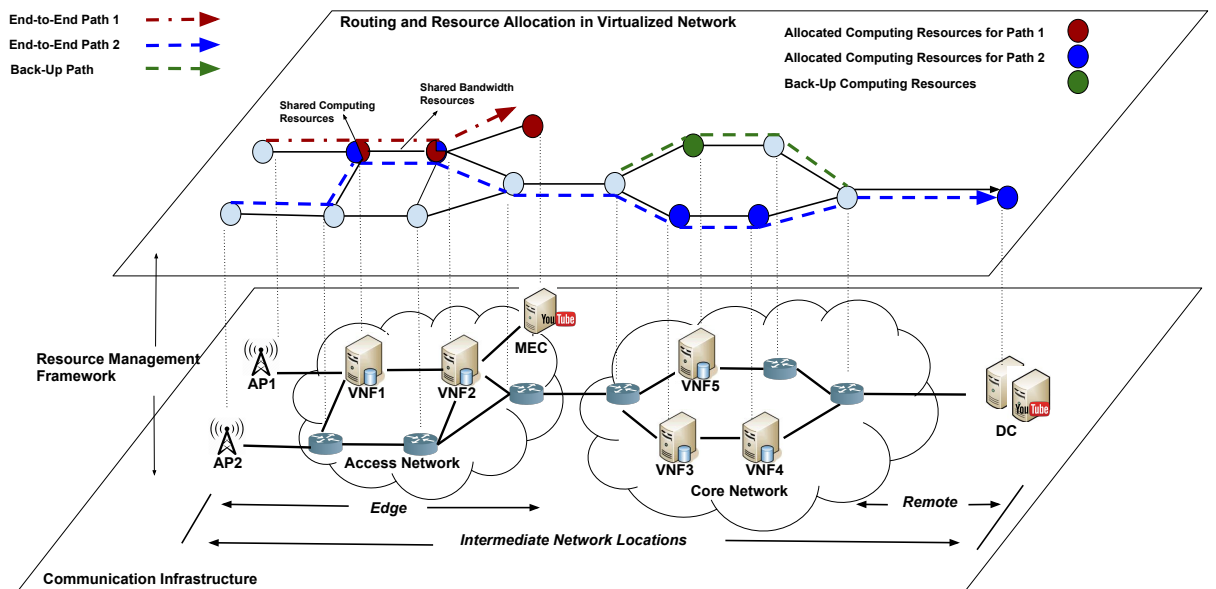 Routing and Resource Allocation in Virtualized Network
End-to-End Path 1
End-to-End Path 2
Back-Up Path
Allocated Computing Resources for Path 1
Allocated Computing Resources for Path 2
Back-Up Computing Resources
Shared Computing
Resources
Shared Bandwidth
Resources
Resource Management
Framework
AP1
AP2
VNF1
VNF2
YouTube
MEC
Access Network
VNF5
VNF3
VNF4
Core Network
YouTube
DC
Edge
Remote
Intermediate Network Locations
Communication Infrastructure